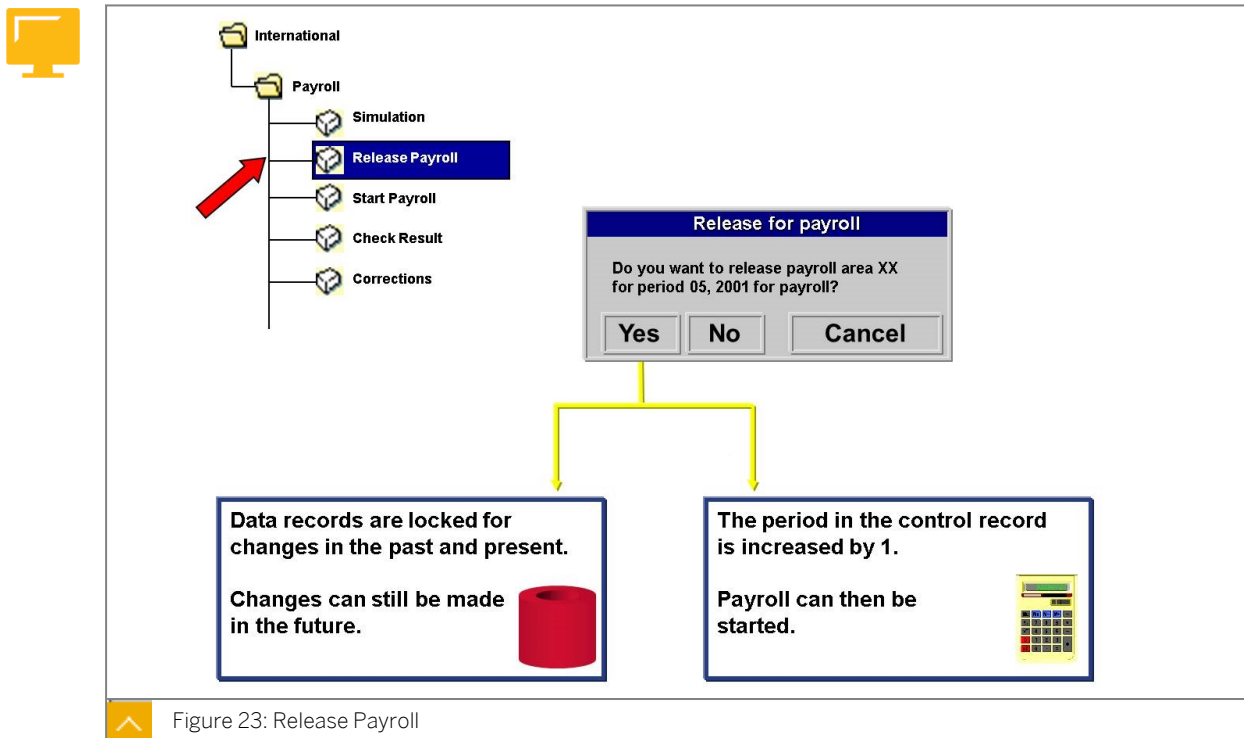 International
Payroll
Simulation
Release Payroll
Start Payroll
Check Result
Corrections
Release for payroll
Do you want to release payroll area XX
for period 05, 2001 for payroll?
Yes
No
Cancel
Data records are locked for
changes in the past and present.
Changes can still be made
in the future.
The period in the control record
is increased by 1.
Payroll can then be
started.
Figure 23: Release Payroll